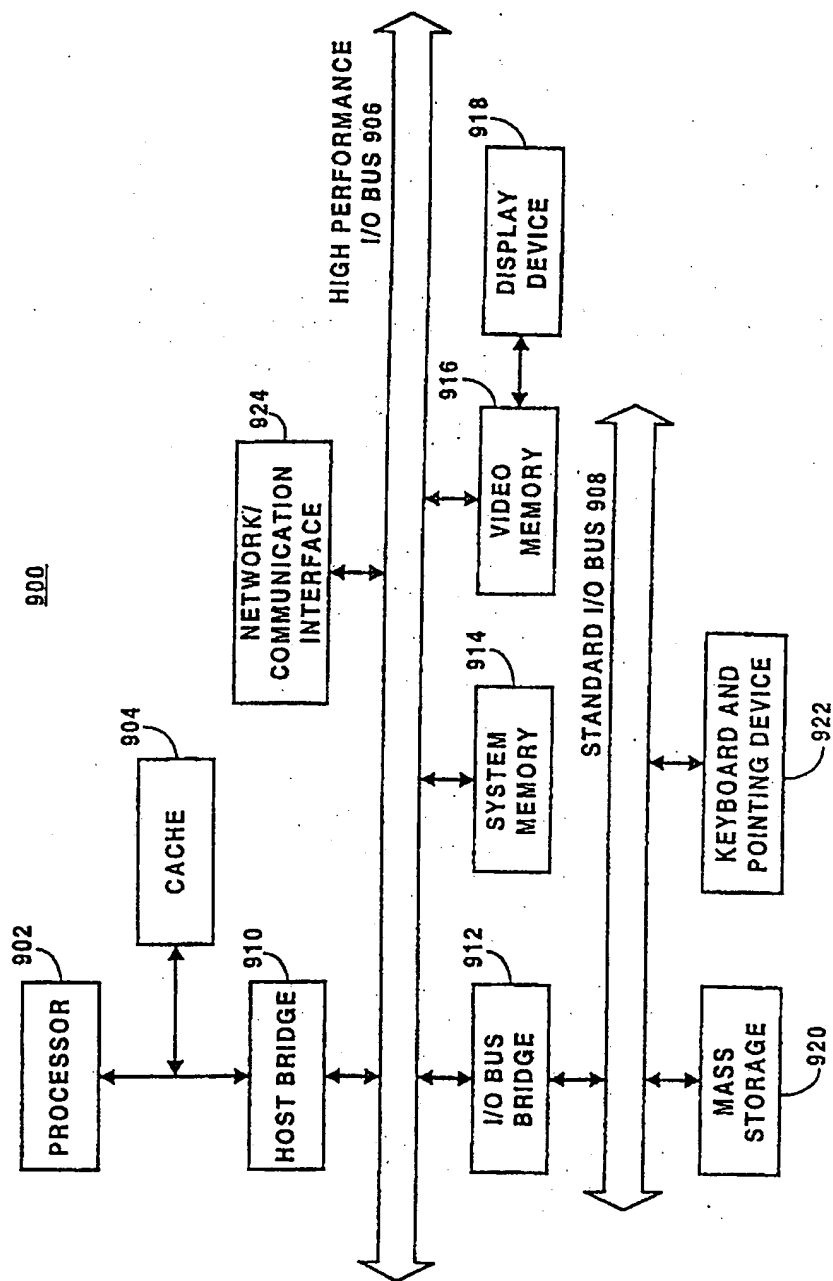 900
902
PROCESSOR
904
CACHE
910
HOST BRIDGE
924
NETWORK/
COMMUNICATION
INTERFACE
HIGH PERFORMANCE
I/O BUS 906
912
I/O BUS
BRIDGE
914
SYSTEM
MEMORY
916
VIDEO
MEMORY
918
DISPLAY
DEVICE
STANDARD I/O BUS 908
MASS
STORAGE
920
KEYBOARD AND
POINTING DEVICE
922